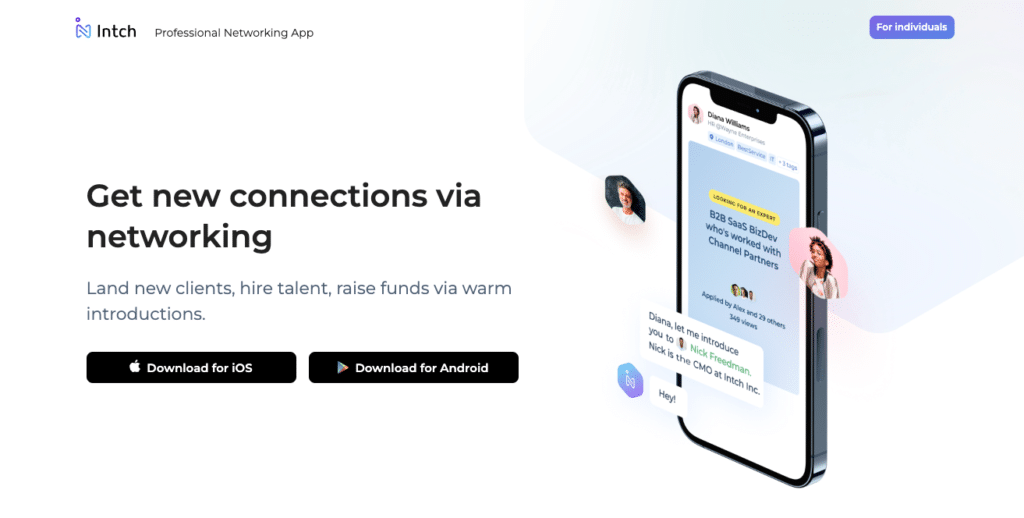 Intch
Professional Networking App
For individuals
Get new connections via
networking
Land new clients, hire talent, raise funds via warm
introductions.
Download for iOS
Download for Android
Diana Williams
HR @Wayne Enterprises
London
BestService
IT
+ 3 tags
LOOKING FOR AN EXPERT
B2B SaaS BizDev
who's worked with
Channel Partners
Applied by Alex and 29 others
349 views
Diana, let me introduce
you to Nick Freedman.
Nick is the CMO at Intch Inc.
Hey!